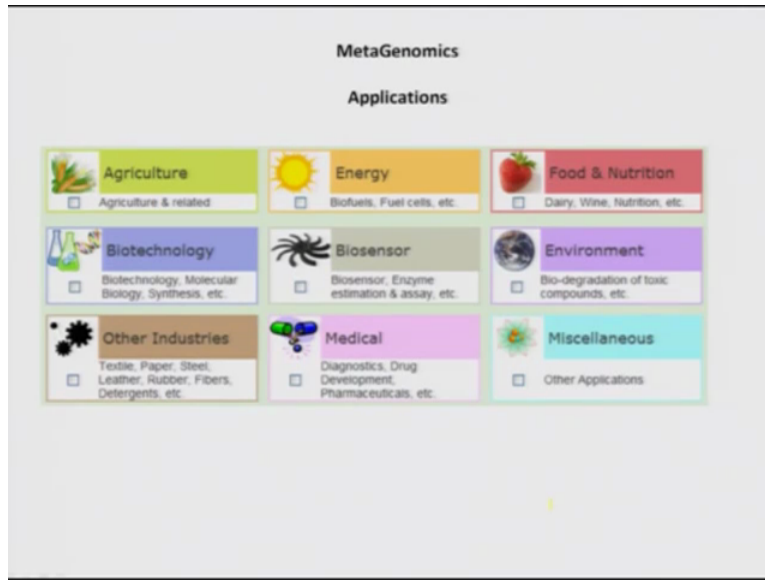 MetaGenomics
Applications
Agriculture
Agriculture & related
Energy
Biofuels, Fuel cells, etc.
Food & Nutrition
Dairy, Wine, Nutrition, etc.
Biotechnology
Biotechnology, Molecular
Biology, Synthesis, etc.
Biosensor
Biosensor, Enzyme
estimation & assay, etc.
Environment
Bio-degradation of toxic
compounds, etc.
Other Industries
Textile, Paper, Steel,
Leather, Rubber, Fibers,
Detergents, etc.
Medical
Diagnostics, Drug
Development,
Pharmaceuticals, etc.
Miscellaneous
Other Applications